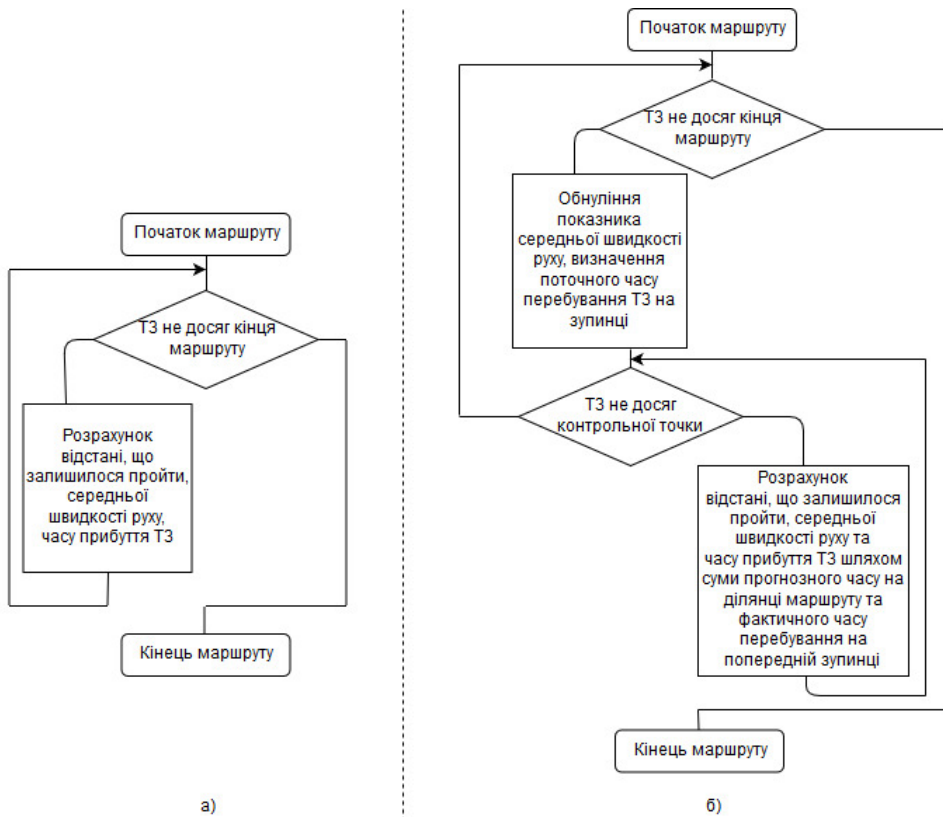 Початок маршруту
ТЗ не досяг кінця
маршруту
Розрахунок
відстані, що
залишилося пройти,
середньої
швидкості руху,
часу прибуття ТЗ
Кінець маршруту
а)
Початок маршруту
ТЗ не досяг кінця
маршруту
Обнуління
показника
середньої швидкості
руху, визначення
поточного часу
перебування ТЗ на
зупинці
ТЗ не досяг
контрольної точки
Розрахунок
відстані, що залишилося
пройти, середньої
швидкості руху та
часу прибуття ТЗ шляхом
суми прогнозного часу на
ділянці маршруту та
фактичного часу
перебування на
попередній зупинці
Кінець маршруту
б)